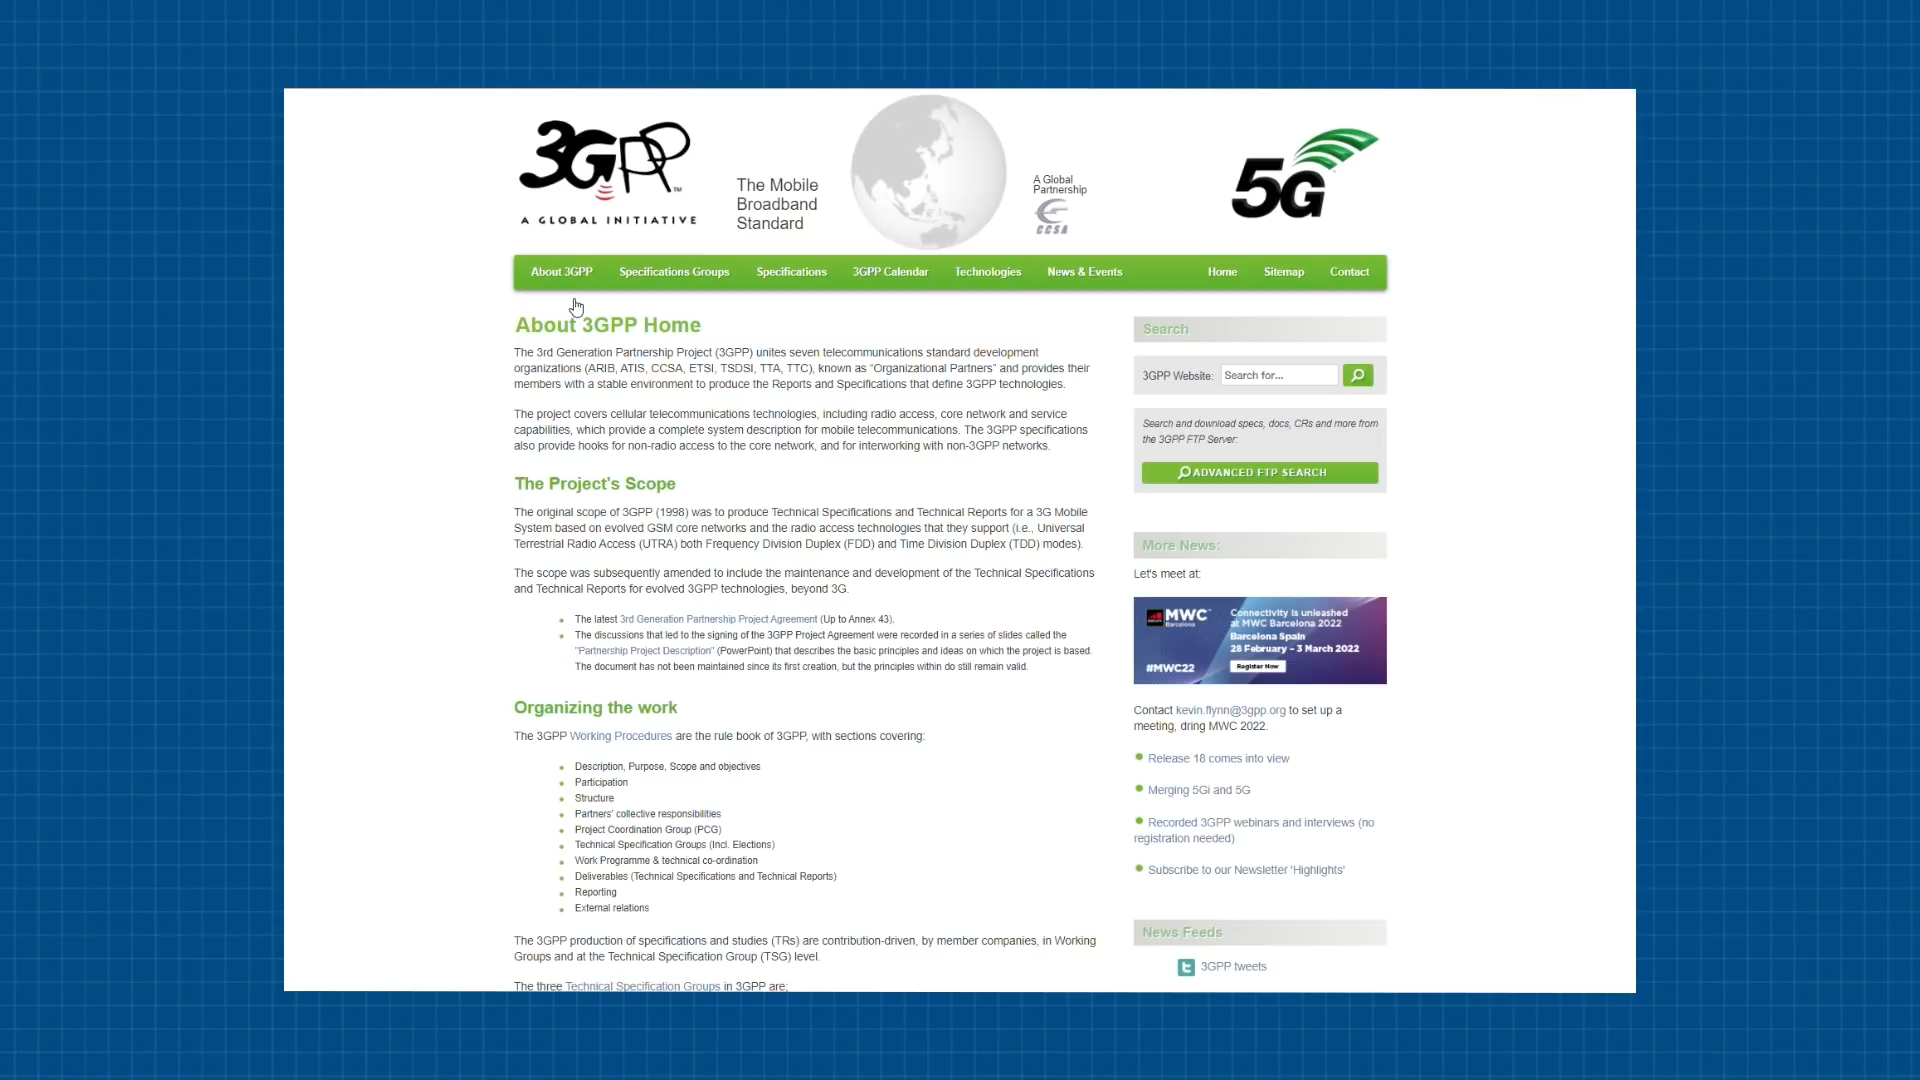 3GPP™
A GLOBAL INITIATIVE
The Mobile
Broadband
Standard
A Global
Partnership
CCSA
5G
About 3GPP
Specifications Groups
Specifications
3GPP Calendar
Technologies
News & Events
Home
Sitemap
Contact
About 3GPP Home
The 3rd Generation Partnership Project (3GPP) unites seven telecommunications standard development
organizations (ARIB, ATIS, CCSA, ETSI, TSDSI, TTA, TTC), known as “Organizational Partners” and provides their
members with a stable environment to produce the Reports and Specifications that define 3GPP technologies.
The project covers cellular telecommunications technologies, including radio access, core network and service
capabilities, which provide a complete system description for mobile telecommunications. The 3GPP specifications
also provide hooks for non-radio access to the core network, and for interworking with non-3GPP networks.
The Project's Scope
The original scope of 3GPP (1998) was to produce Technical Specifications and Technical Reports for a 3G Mobile
System based on evolved GSM core networks and the radio access technologies that they support (i.e., Universal
Terrestrial Radio Access (UTRA) both Frequency Division Duplex (FDD) and Time Division Duplex (TDD) modes).
The scope was subsequently amended to include the maintenance and development of the Technical Specifications
and Technical Reports for evolved 3GPP technologies, beyond 3G.
The latest 3rd Generation Partnership Project Agreement (Up to Annex 43).
The discussions that led to the signing of the 3GPP Project Agreement were recorded in a series of slides called the
"Partnership Project Description" (PowerPoint) that describes the basic principles and ideas on which the project is based.
The document has not been maintained since its first creation, but the principles within do still remain valid.
Organizing the work
The 3GPP Working Procedures are the rule book of 3GPP, with sections covering:
Description, Purpose, Scope and objectives
Participation
Structure
Partners' collective responsibilities
Project Coordination Group (PCG)
Technical Specification Groups (Incl. Elections)
Work Programme & technical co-ordination
Deliverables (Technical Specifications and Technical Reports)
Reporting
External relations
The 3GPP production of specifications and studies (TRs) are contribution-driven, by member companies, in Working
Groups and at the Technical Specification Group (TSG) level.
The three Technical Specification Groups in 3GPP are;
Search
3GPP Website:
Search for...
Search and download specs, docs, CRs and more from
the 3GPP FTP Server:
ADVANCED FTP SEARCH
More News:
Let's meet at:
MWC
Barcelona
#MWC22
Connectivity is unleashed
at MWC Barcelona 2022
Barcelona Spain
28 February – 3 March 2022
Register Now
Contact kevin.flynn@3gpp.org to set up a
meeting, dring MWC 2022.
Release 18 comes into view
Merging 5Gi and 5G
Recorded 3GPP webinars and interviews (no
registration needed)
Subscribe to our Newsletter 'Highlights'
News Feeds
3GPP tweets